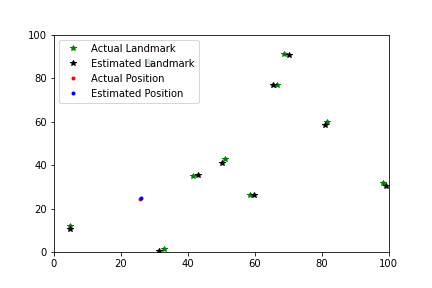 100
80
60
40
20
0
Actual Landmark
Estimated Landmark
Actual Position
Estimated Position
0 20 40 60 80 100